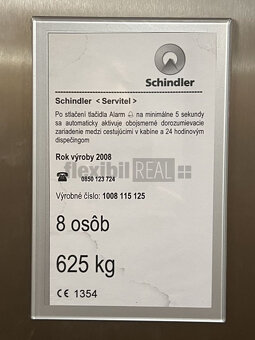 Schindler
Schindler < Servitel >
Po stlačení tlačidla Alarm na minimálne 5 sekundy
sa automaticky aktivuje obojsmerné dorozumievacie
zariadenie medzi cestujúcimi v kabíne a 24 hodinovým
dispečingom
Rok výroby 2008
flexibil REAL
☎ 0850 123 724
Výrobné číslo: 1008 115 125
8 osôb
625 kg
CE 1354